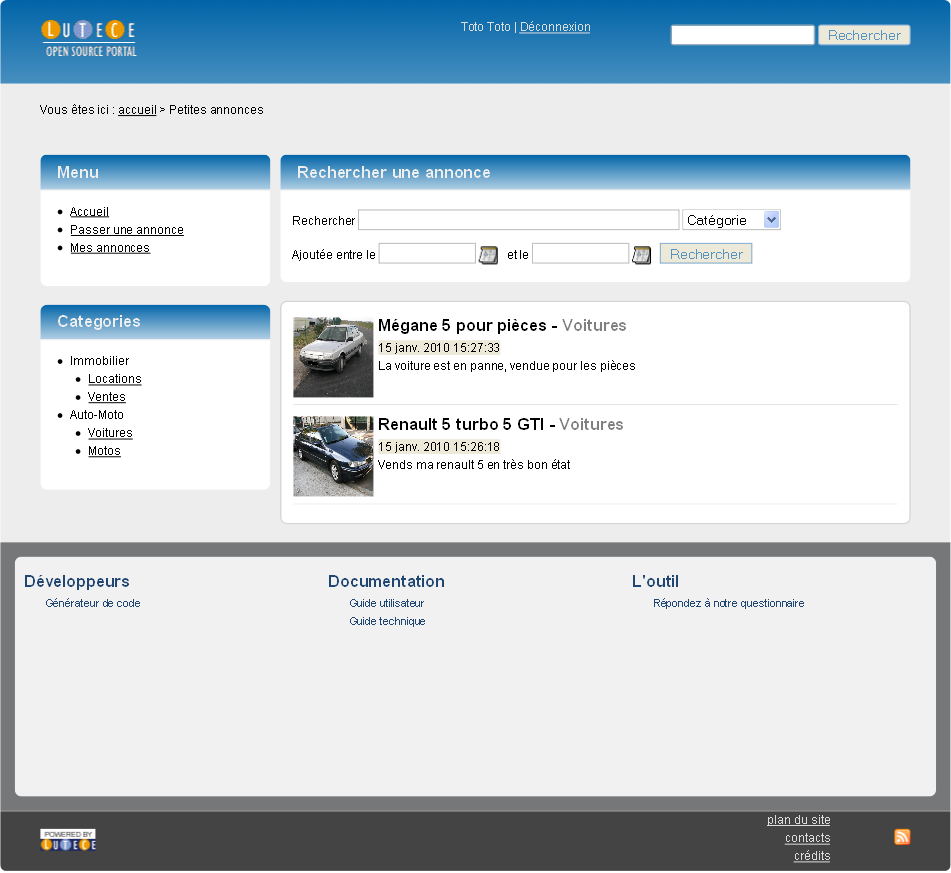 LUTECE
OPEN SOURCE PORTAL
Toto Toto | Déconnexion
Rechercher
Vous êtes ici : accueil > Petites annonces
Menu
Accueil
Passer une annonce
Mes annonces
Categories
Immobilier
Locations
Ventes
Auto-Moto
Voitures
Motos
Rechercher une annonce
Rechercher
Catégorie
Ajoutée entre le
et le
Rechercher
Mégane 5 pour pièces - Voitures
15 janv. 2010 15:27:33
La voiture est en panne, vendue pour les pièces
Renault 5 turbo 5 GTI - Voitures
15 janv. 2010 15:26:18
Vends ma renault 5 en très bon état
Développeurs
Générateur de code
Documentation
Guide utilisateur
Guide technique
L'outil
Répondez à notre questionnaire
POWERED BY
LUTECE
plan du site
contacts
crédits